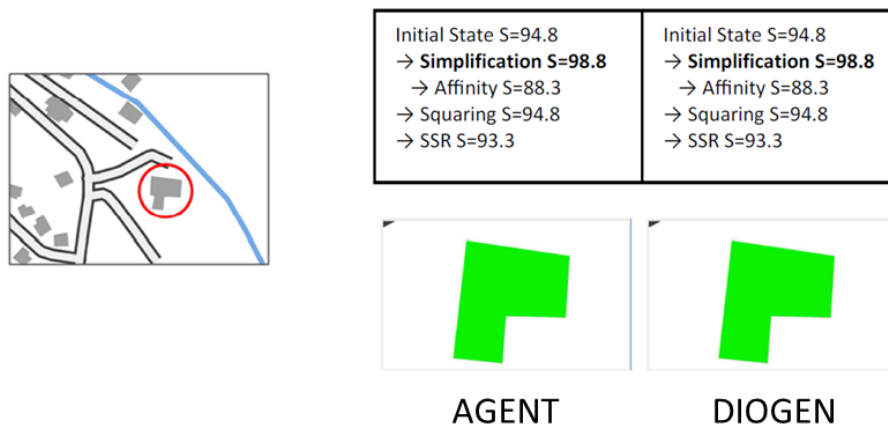 Initial State S=94.8
→ Simplification S=98.8
→ Affinity S=88.3
→ Squaring S=94.8
→ SSR S=93.3
Initial State S=94.8
→ Simplification S=98.8
→ Affinity S=88.3
→ Squaring S=94.8
→ SSR S=93.3
AGENT
DIOGEN